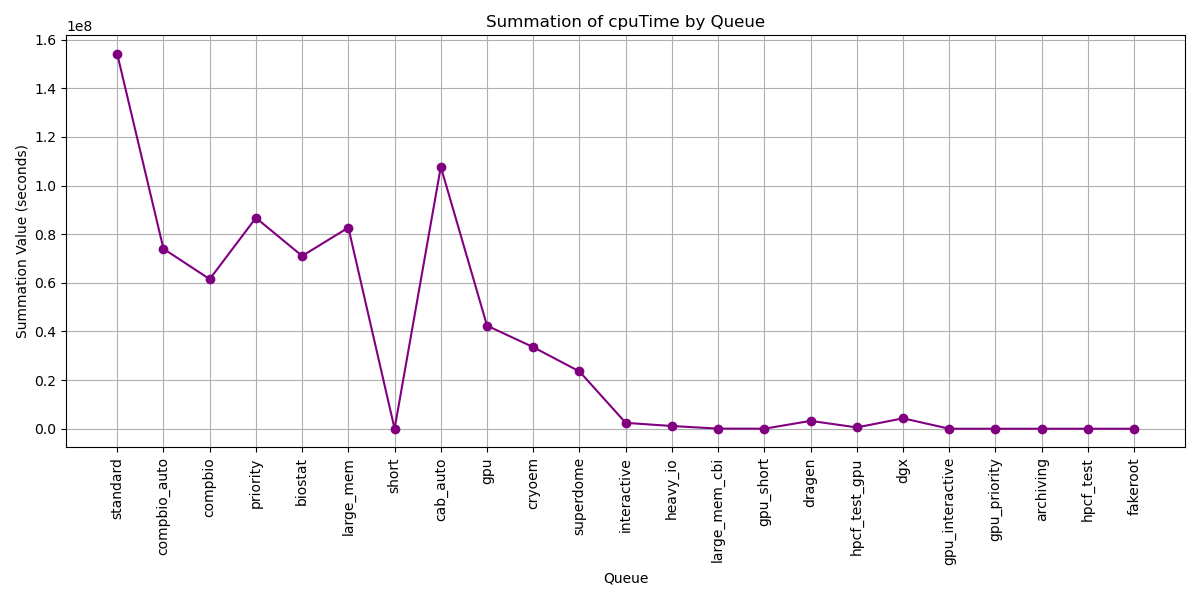 Summation of cpuTime by Queue
1e8
1.6
1.4
1.2
1.0
0.8
0.6
0.4
0.2
0.0
Summation Value (seconds)
standard
compbio_auto
compbio
priority
biostat
large_mem
short
cab_auto
gpu
cryoem
superdome
interactive
heavy_io
large_mem_cbi
gpu_short
dragen
hpcf_test_gpu
dgx
gpu_interactive
gpu_priority
archiving
hpcf_test
fakeroot
Queue